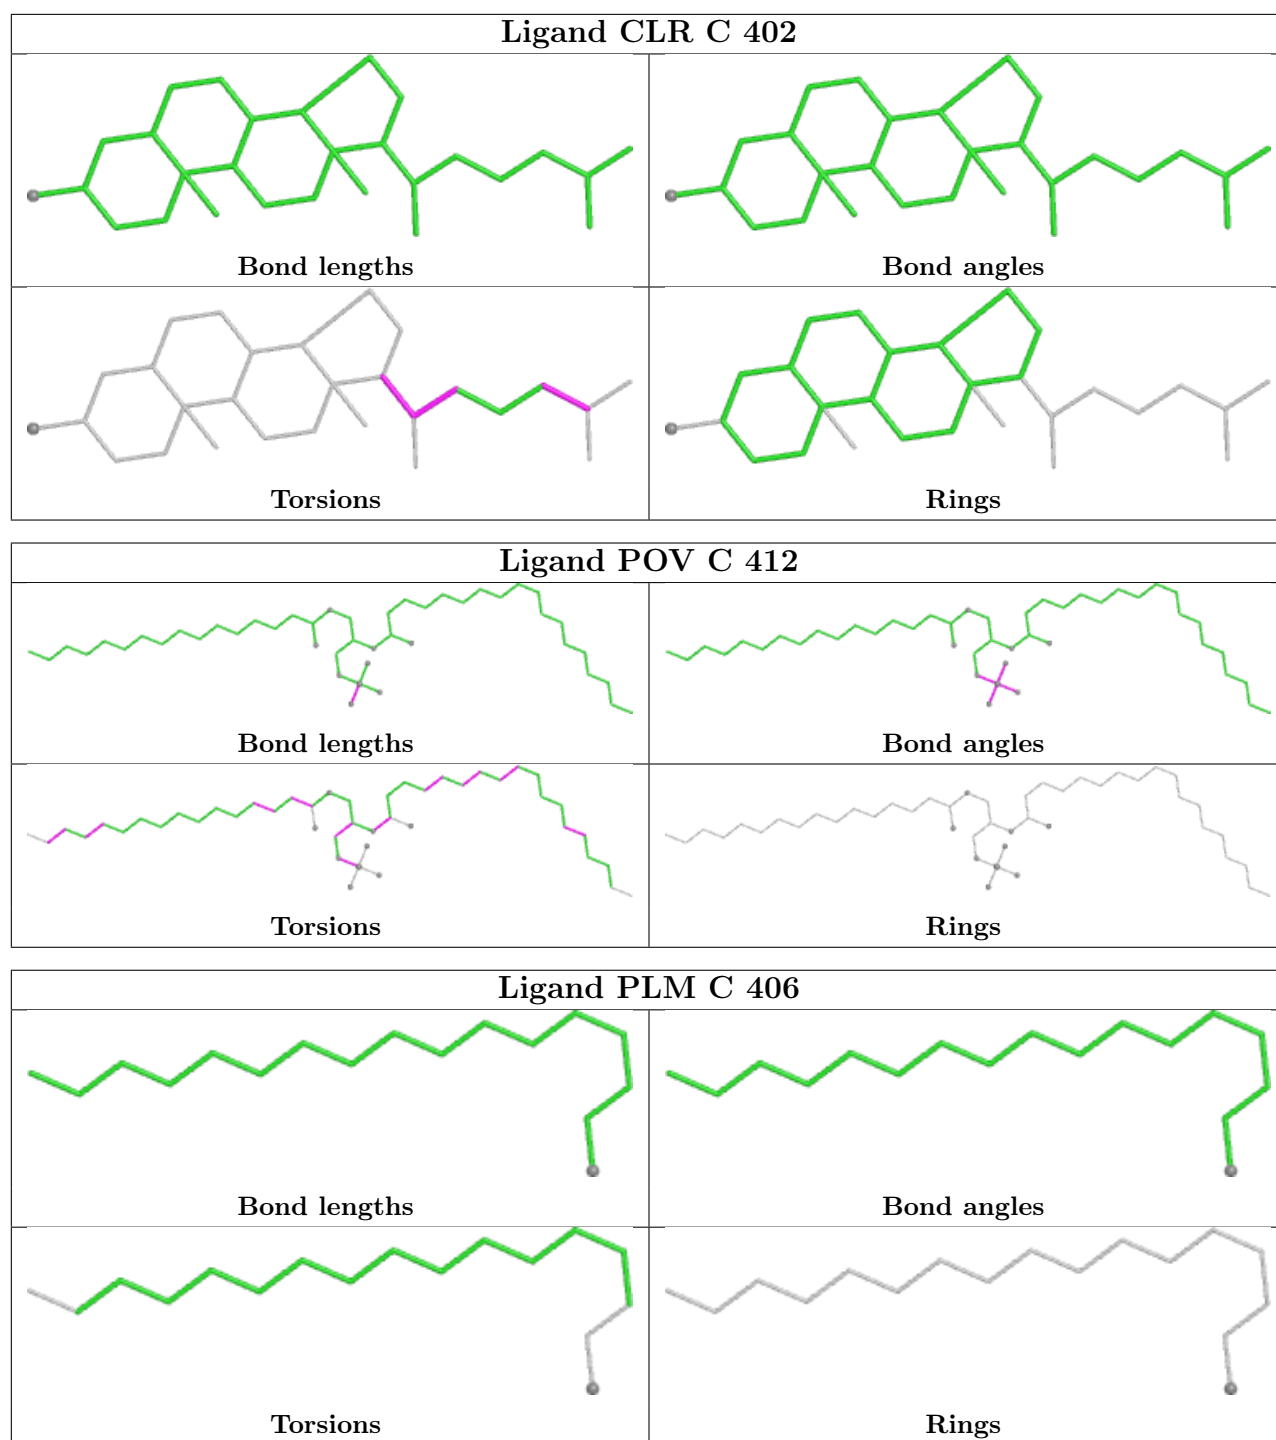 Ligand CLR C 402
Bond lengths
Bond angles
Torsions
Rings
Ligand POV C 412
Bond lengths
Bond angles
Torsions
Rings
Ligand PLM C 406
Bond lengths
Bond angles
Torsions
Rings